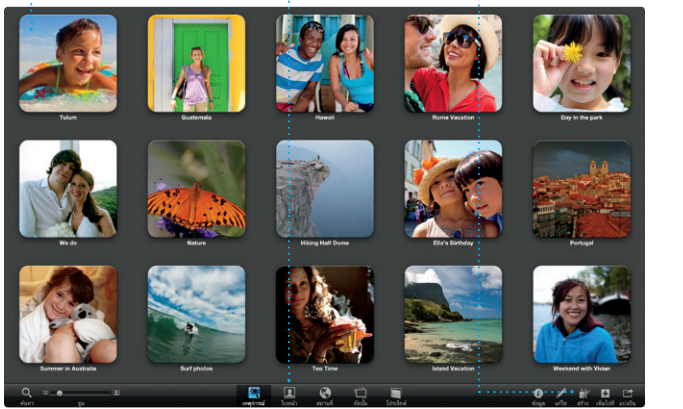 Tulum
Guatemala
Hawaii
Rome Vacation
Day in the park
We do
Nature
Hiking Half Dome
Ella's Birthday
Portugal
Summer in Australia
Surf photos
Tea Time
Island Vacation
Weekend with Vivian
ค้นหา ซูม เหตุการณ์ ใบหน้า สถานที่ อัลบั้ม โปรเจ็กต์ ข้อมูล แก้ไข สร้าง เพิ่มไปที่ แบ่งปัน